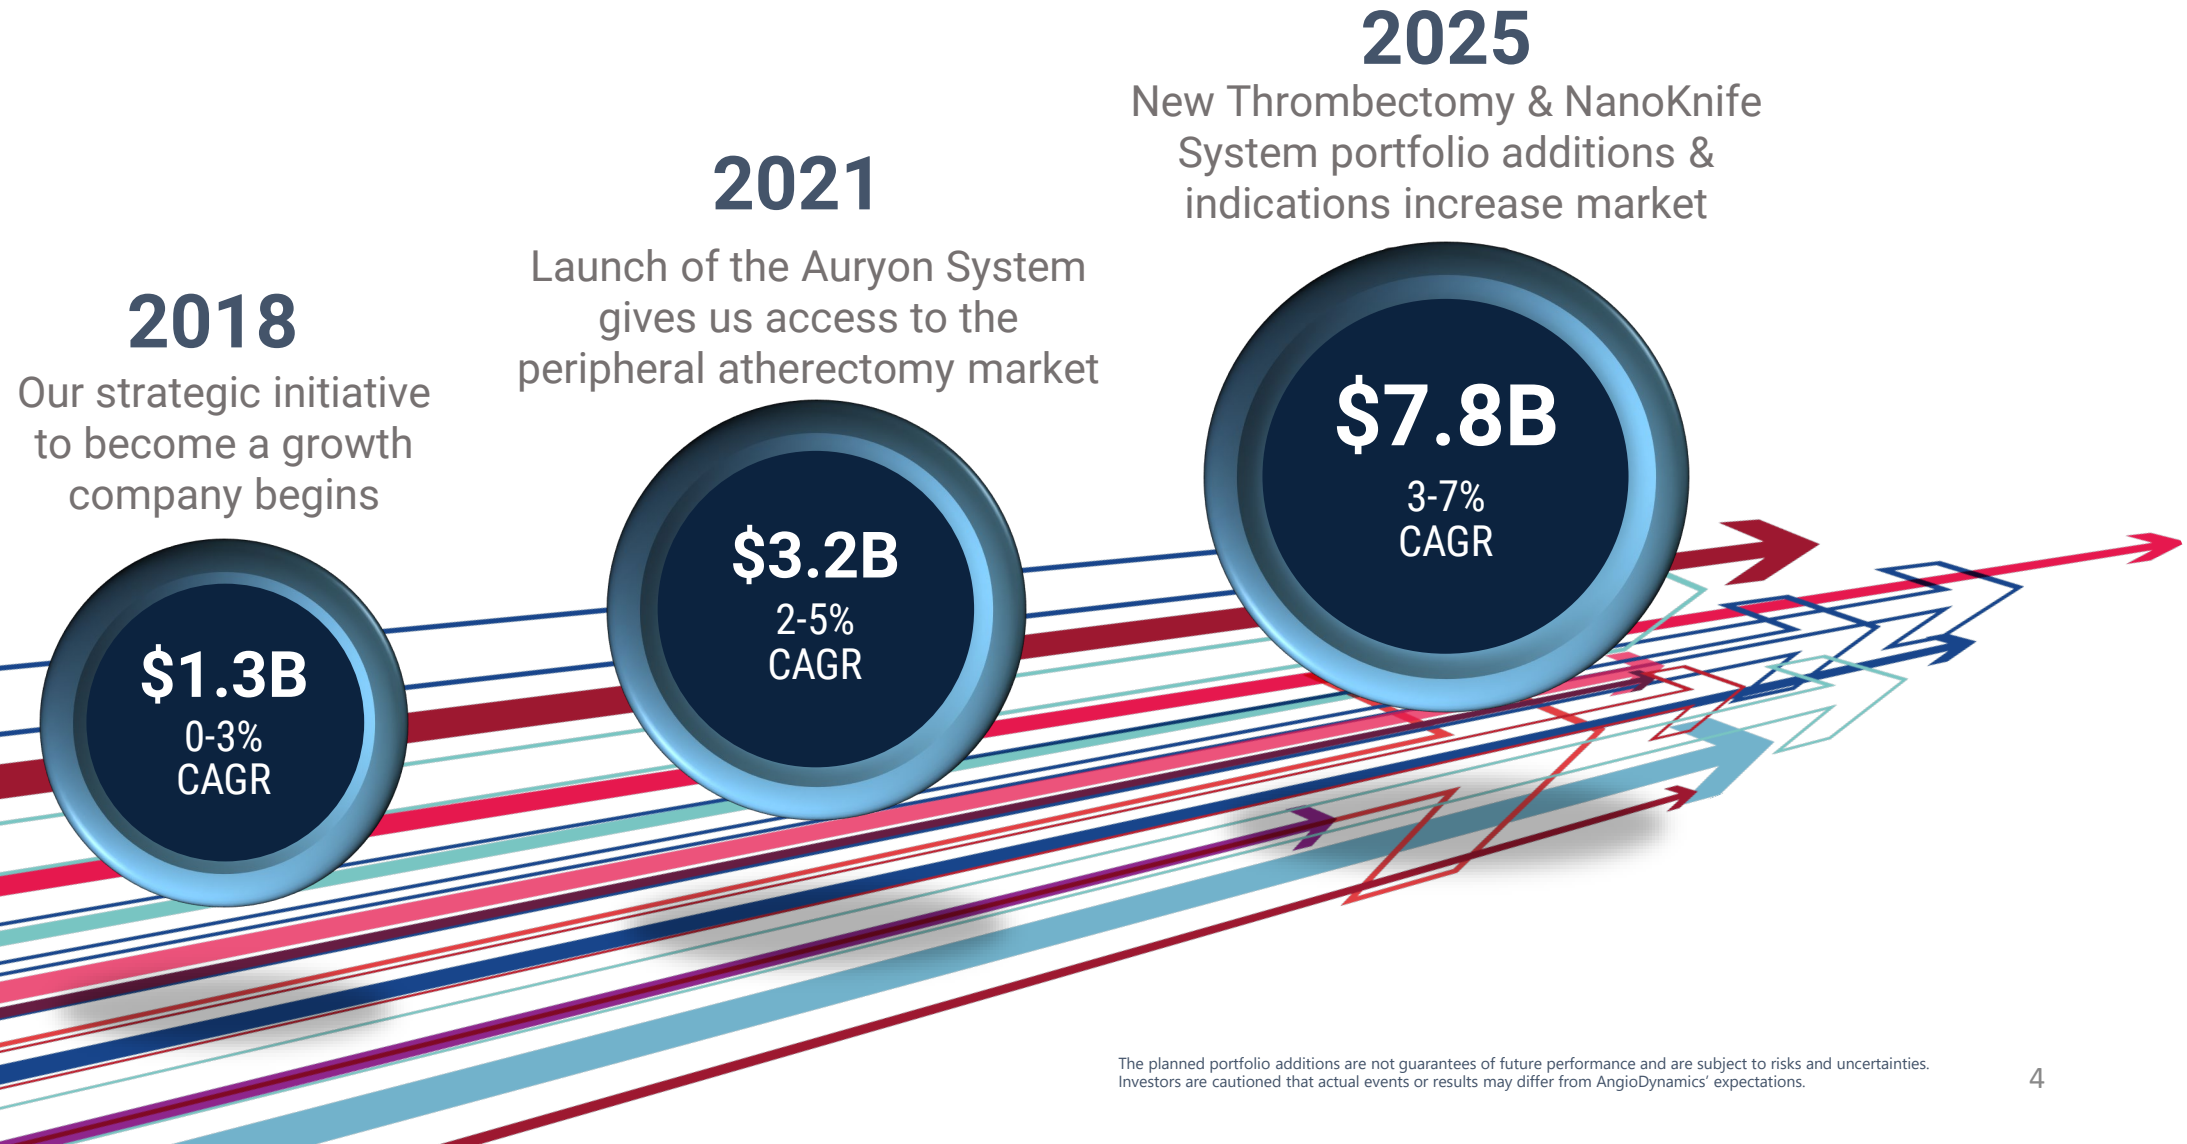 2018
Our strategic initiative
to become a growth
company begins
$1.3B
0-3%
CAGR
2021
Launch of the Auryon System
gives us access to the
peripheral atherectomy market
$3.2B
2-5%
CAGR
2025
New Thrombectomy & NanoKnife
System portfolio additions &
indications increase market
$7.8B
3-7%
CAGR
The planned portfolio additions are not guarantees of future performance and are subject to risks and uncertainties.
Investors are cautioned that actual events or results may differ from AngioDynamics’ expectations.
4